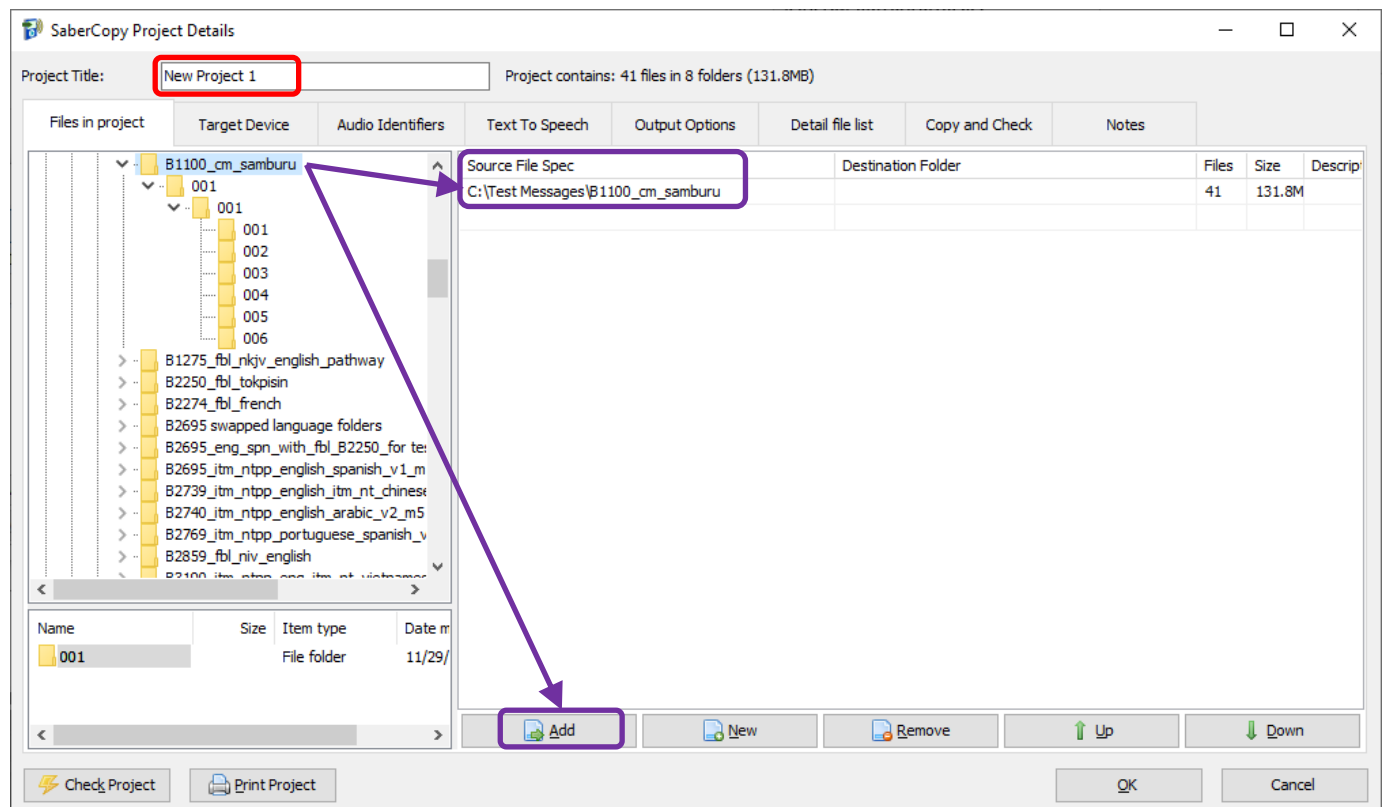 SaberCopy Project Details
Project Title: New Project 1 Project contains: 41 files in 8 folders (131.8MB)
Files in project Target Device Audio Identifiers Text To Speech Output Options Detail file list Copy and Check Notes
B1100_cm_samburu
001
001
001
002
003
004
005
006
B1275_fbl_nkjv_english_pathway
B2250_fbl_tokpisin
B2274_fbl_french
B2695 swapped language folders
B2695_eng_spn_with_fbl_B2250_for te
B2695_itm_ntpp_english_spanish_v1_m
B2739_itm_ntpp_english_itm_nt_chinese
B2740_itm_ntpp_english_arabic_v2_m5
B2769_itm_ntpp_portuguese_spanish_v
B2859_fbl_niv_english
Source File Spec Destination Folder Files Size Descrip
C:\Test Messages\B1100_cm_samburu 41 131.8M
Name Size Item type Date m
001 File folder 11/29/
Add New Remove Up Down
Check Project Print Project OK Cancel